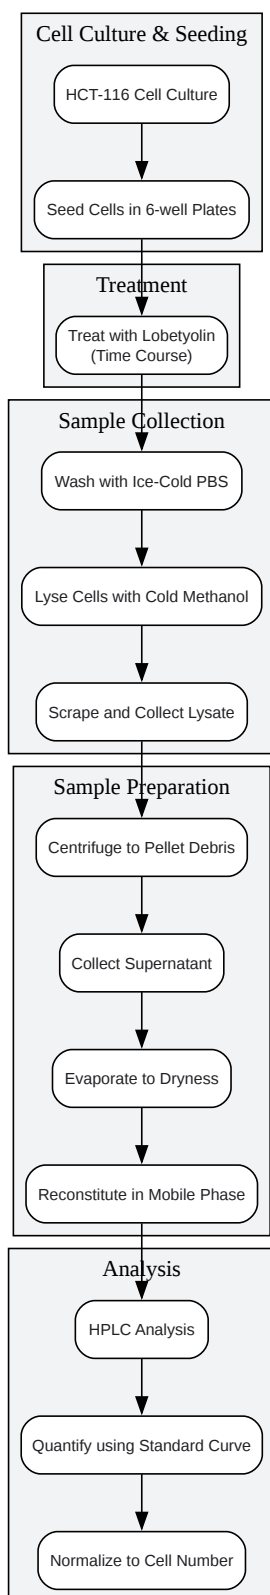 Cell Culture & Seeding
HCT-116 Cell Culture
Seed Cells in 6-well Plates
Treatment
Treat with Lobetyolin
(Time Course)
Sample Collection
Wash with Ice-Cold PBS
Lyse Cells with Cold Methanol
Scrape and Collect Lysate
Sample Preparation
Centrifuge to Pellet Debris
Collect Supernatant
Evaporate to Dryness
Reconstitute in Mobile Phase
Analysis
HPLC Analysis
Quantify using Standard Curve
Normalize to Cell Number